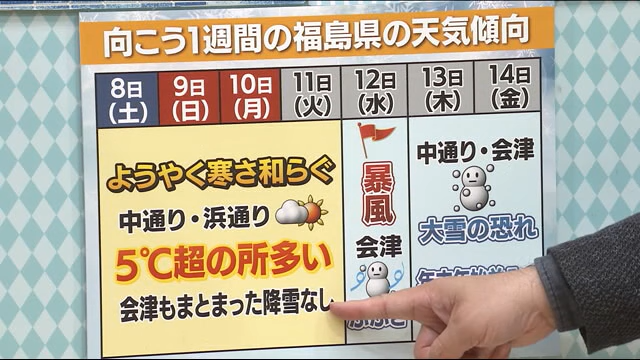 向こう1週間の福島県の天気傾向
8日(土) 9日(日) 10日(月) 11日(火) 12日(水) 13日(木) 14日(金)
ようやく寒さ和らぐ
中通り・浜通り
5℃超の所多い
会津もまとまった降雪なし
暴風
会津
中通り・会津
大雪の恐れ